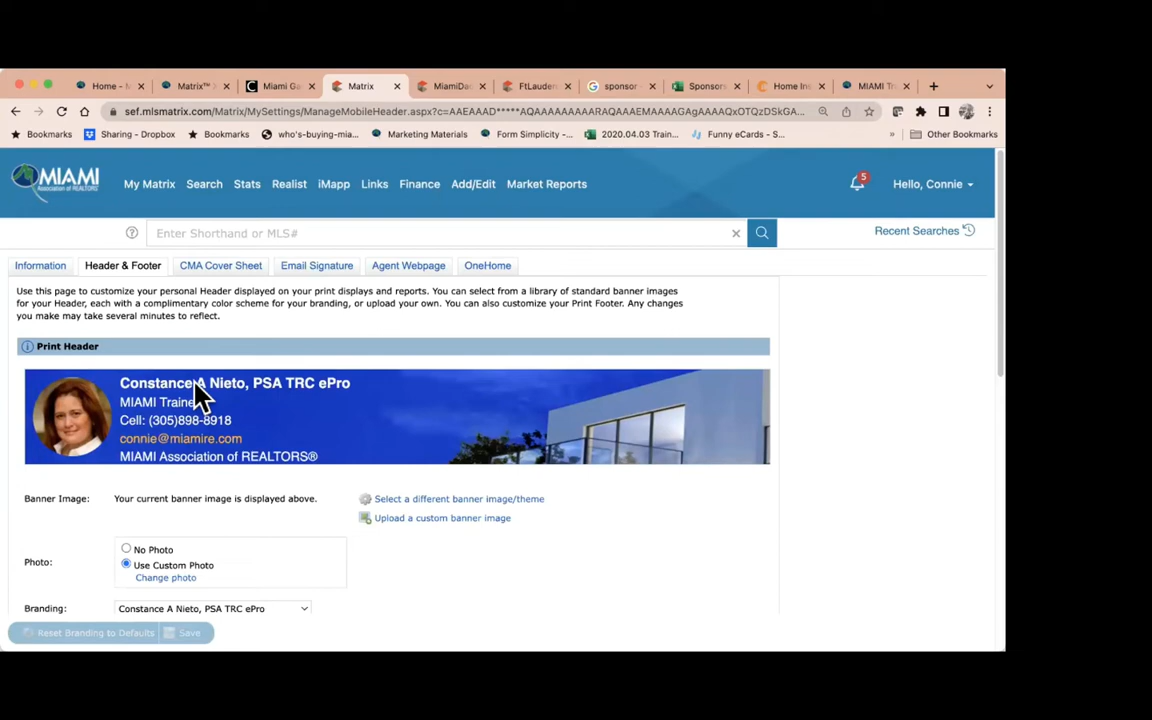 Home - M
Matrix™ X
Miami Ga
Matrix
MiamiDad
FtLauden
sponsor -
Sponsors
Home Ins
MIAMI Tr
sef.mlsmatrix.com/Matrix/MySettings/ManageMobileHeader.aspx?c=AAEAAAD*****AQAAAAAAAAARAQAAAEMAAAAGAgAAAAQxOTQzDSkGA...
Bookmarks
Sharing - Dropbox
Bookmarks
who's-buying-mia...
Marketing Materials
Form Simplicity -...
2020.04.03 Train...
Funny eCards - S...
»
Other Bookmarks
MIAMI
Association of REALTORS®
My Matrix Search Stats Realist iMapp Links Finance Add/Edit Market Reports
5
Hello, Connie
Enter Shorthand or MLS#
Recent Searches
Information Header & Footer CMA Cover Sheet Email Signature Agent Webpage OneHome
Use this page to customize your personal Header displayed on your print displays and reports. You can select from a library of standard banner images
for your Header, each with a complimentary color scheme for your branding, or upload your own. You can also customize your Print Footer. Any changes
you make may take several minutes to reflect.
Print Header
Constance A Nieto, PSA TRC ePro
MIAMI Traine
Cell: (305)898-8918
connie@miamire.com
MIAMI Association of REALTORS®
Banner Image: Your current banner image is displayed above.
Select a different banner image/theme
Upload a custom banner image
Photo:
No Photo
Use Custom Photo
Change photo
Branding: Constance A Nieto, PSA TRC ePro
Reset Branding to Defaults Save